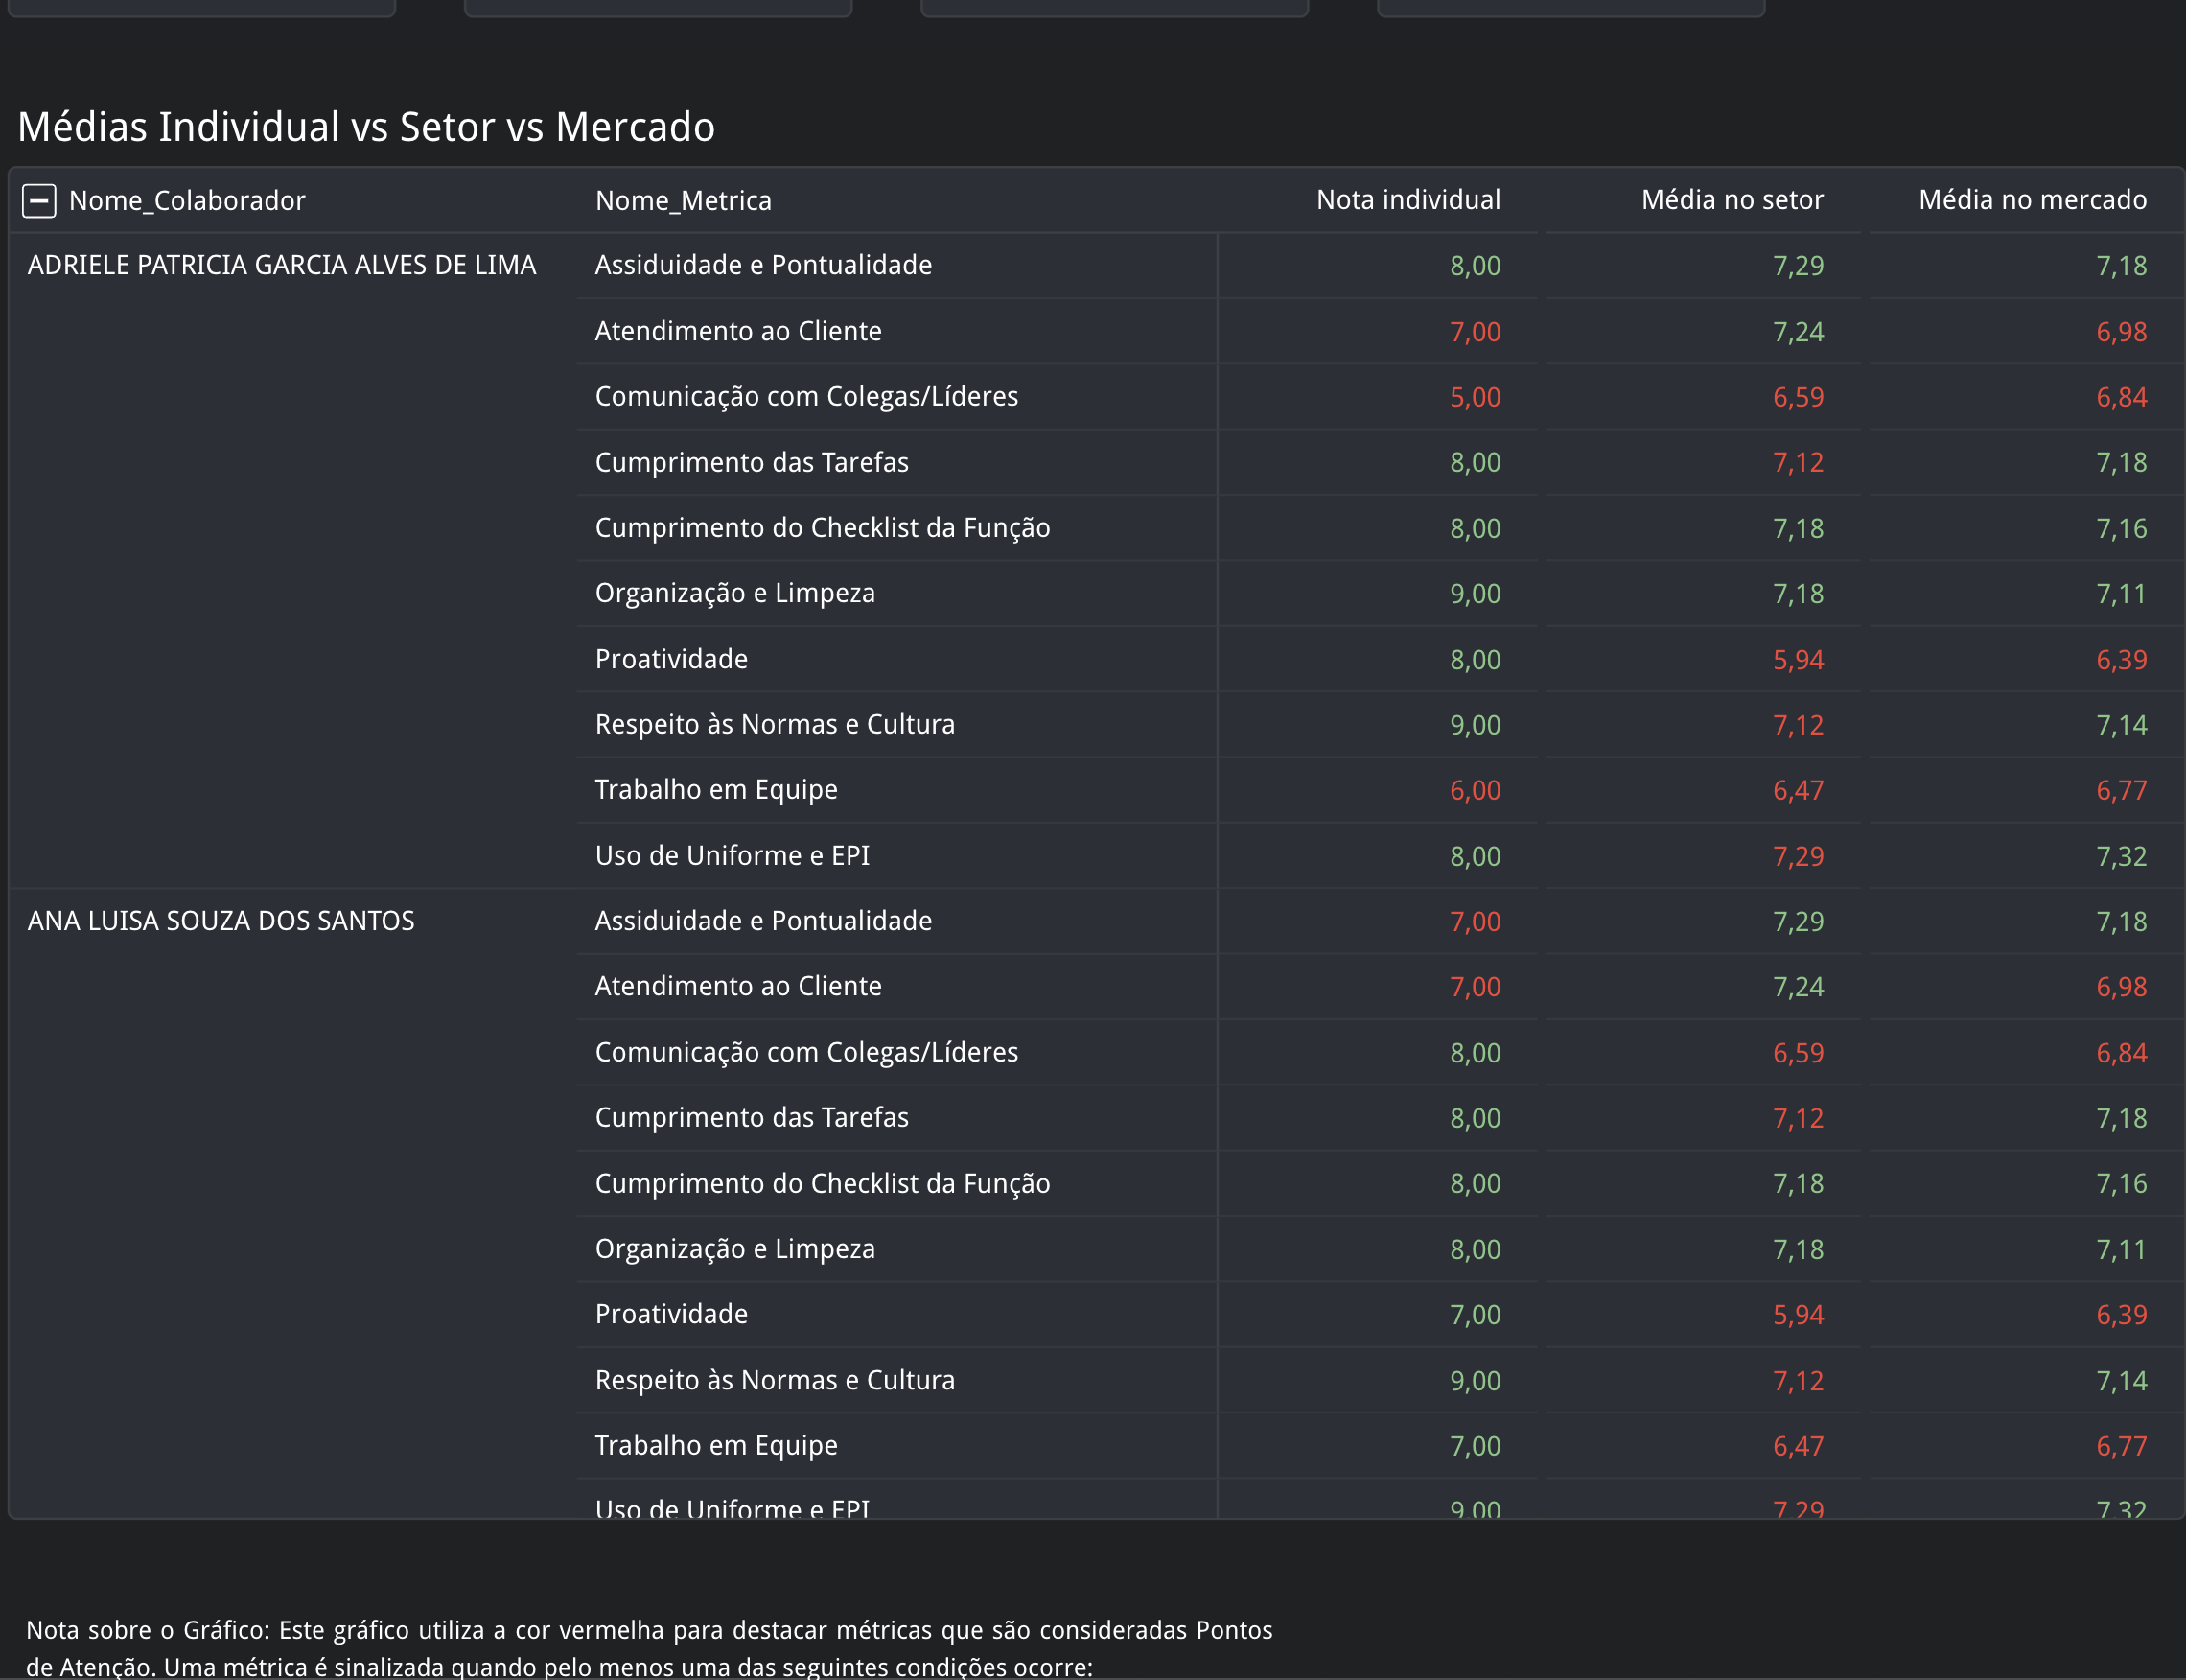 Médias Individual vs Setor vs Mercado
Nome_Colaborador Nome_Metrica Nota individual Média no setor Média no mercado
ADRIELE PATRICIA GARCIA ALVES DE LIMA Assiduidade e Pontualidade 8,00 7,29 7,18
Atendimento ao Cliente 7,00 7,24 6,98
Comunicação com Colegas/Líderes 5,00 6,59 6,84
Cumprimento das Tarefas 8,00 7,12 7,18
Cumprimento do Checklist da Função 8,00 7,18 7,16
Organização e Limpeza 9,00 7,18 7,11
Proatividade 8,00 5,94 6,39
Respeito às Normas e Cultura 9,00 7,12 7,14
Trabalho em Equipe 6,00 6,47 6,77
Uso de Uniforme e EPI 8,00 7,29 7,32
ANA LUISA SOUZA DOS SANTOS Assiduidade e Pontualidade 7,00 7,29 7,18
Atendimento ao Cliente 7,00 7,24 6,98
Comunicação com Colegas/Líderes 8,00 6,59 6,84
Cumprimento das Tarefas 8,00 7,12 7,18
Cumprimento do Checklist da Função 8,00 7,18 7,16
Organização e Limpeza 8,00 7,18 7,11
Proatividade 7,00 5,94 6,39
Respeito às Normas e Cultura 9,00 7,12 7,14
Trabalho em Equipe 7,00 6,47 6,77
Uso de Uniforme e EPI 9,00 7,29 7,32
Nota sobre o Gráfico: Este gráfico utiliza a cor vermelha para destacar métricas que são consideradas Pontos
de Atenção. Uma métrica é sinalizada quando pelo menos uma das seguintes condições ocorre: